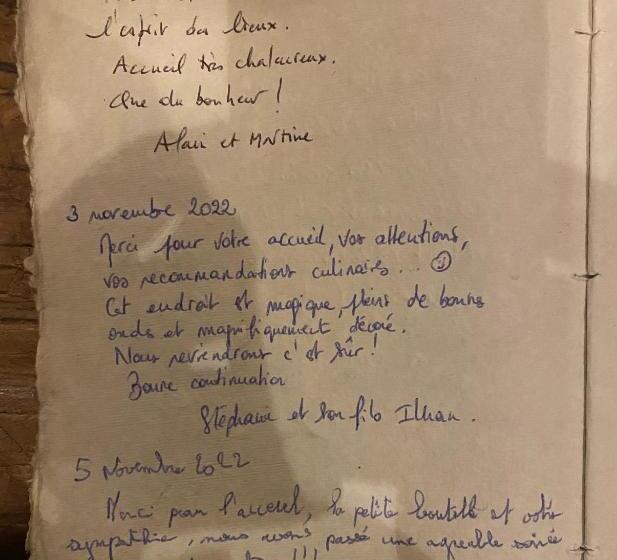 l'esprit des lieux.
Accueil très chaleureux.
Que du bonheur !
Alain et Martine
3 novembre 2022
Merci pour votre accueil, vos attentions,
vos recommandations culinaires...
Cet endroit est magique, pleins de bonnes
ondes et magnifiquement décoré.
Nous reviendrons c'est sûr !
Bonne continuation
Stéphanie et son fils Ilhan.
5 Novembre 2022
Merci pour l'accueil, la petite bouteille et votre
sympathie, nous avons passé une agréable soirée
!!!